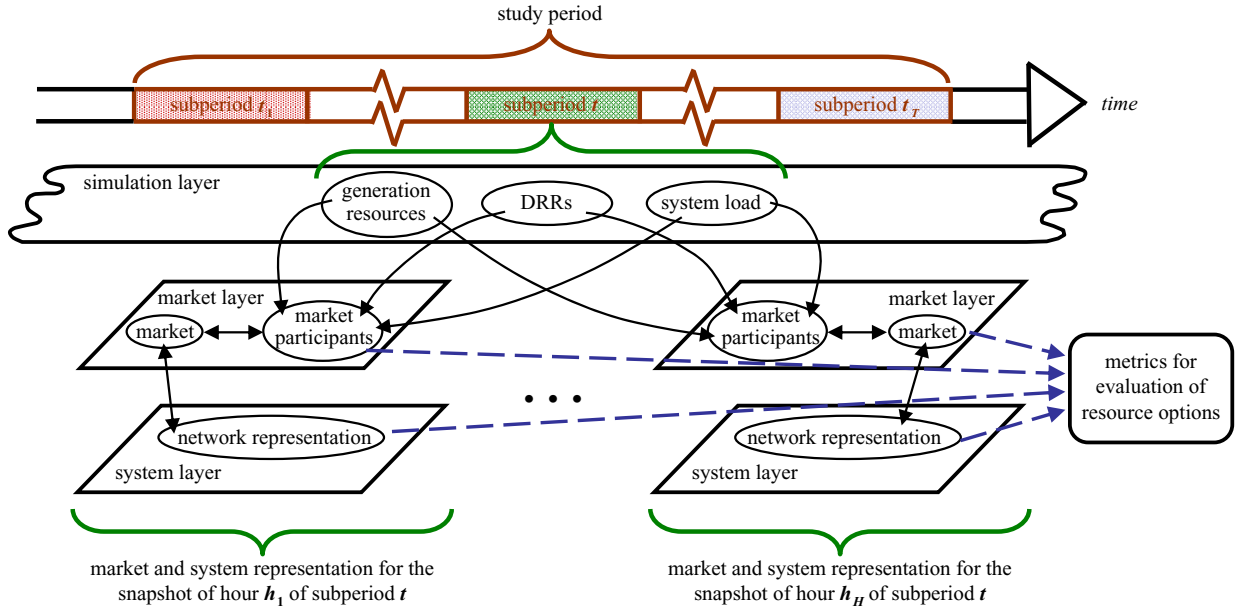 study period
subperiod t₁
subperiod t
subperiod t_T
time
simulation layer
generation
resources
DRRs
system load
market layer
market
market
participants
market
participants
market layer
market
metrics for
evaluation of
resource options
• • •
network representation
system layer
network representation
system layer
market and system representation for the
snapshot of hour h₁ of subperiod t
market and system representation for the
snapshot of hour h_H of subperiod t